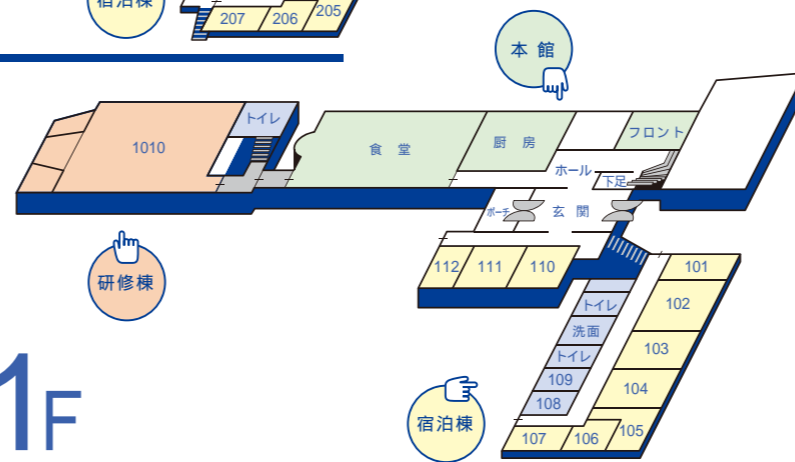 宿泊棟
207
206
205
本 館
トイレ
1010
食 堂
厨 房
フロント
ホール
下足
ポーチ
玄 関
研修棟
112
111
110
101
102
トイレ
洗面
103
トイレ
109
104
108
宿泊棟
107
106
105
1F